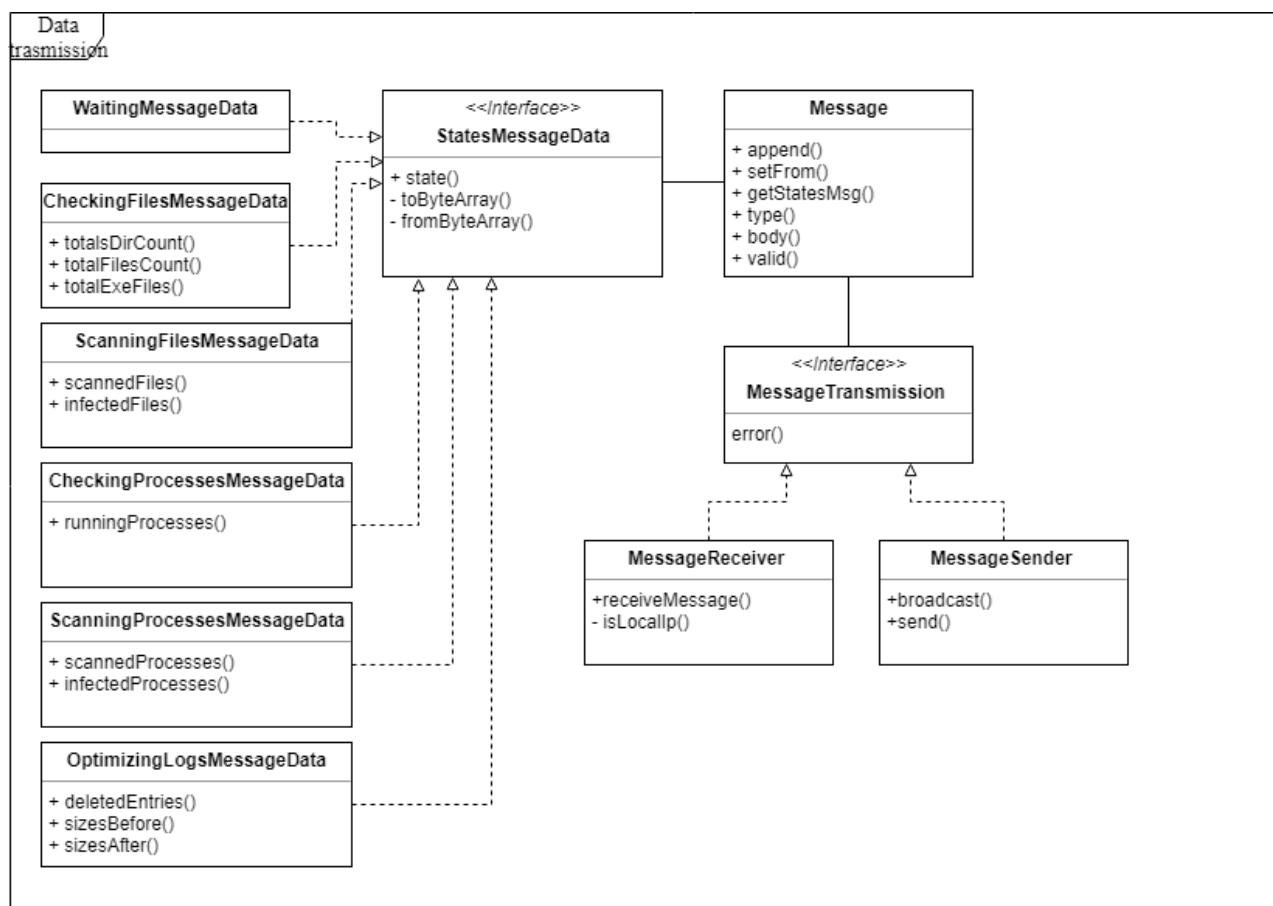 Data
trasmission
WaitingMessageData
CheckingFilesMessageData
+ totalsDirCount()
+ totalFilesCount()
+ totalExeFiles()
ScanningFilesMessageData
+ scannedFiles()
+ infectedFiles()
CheckingProcessesMessageData
+ runningProcesses()
ScanningProcessesMessageData
+ scannedProcesses()
+ infectedProcesses()
OptimizingLogsMessageData
+ deletedEntries()
+ sizesBefore()
+ sizesAfter()
<<Interface>>
StatesMessageData
+ state()
- toByteArray()
- fromByteArray()
Message
+ append()
+ setFrom()
+ getStatesMsg()
+ type()
+ body()
+ valid()
<<Interface>>
MessageTransmission
error()
MessageReceiver
+receiveMessage()
- isLocalIp()
MessageSender
+broadcast()
+send()